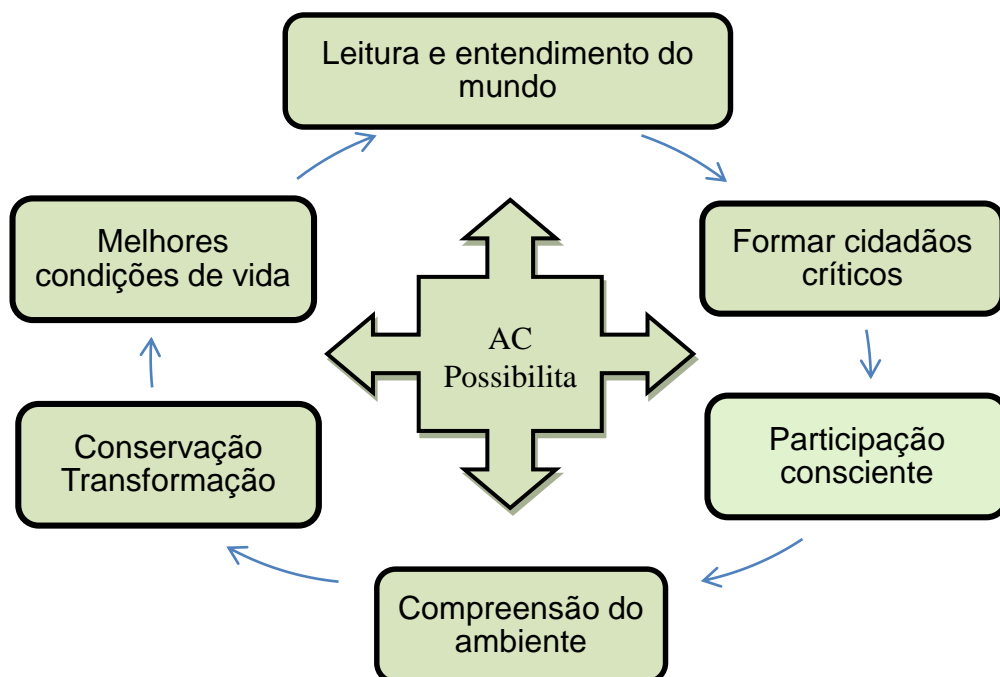 Leitura e entendimento do
mundo
Formar cidadãos
críticos
Participação
consciente
Compreensão do
ambiente
Conservação
Transformação
Melhores
condições de vida
AC
Possibilita